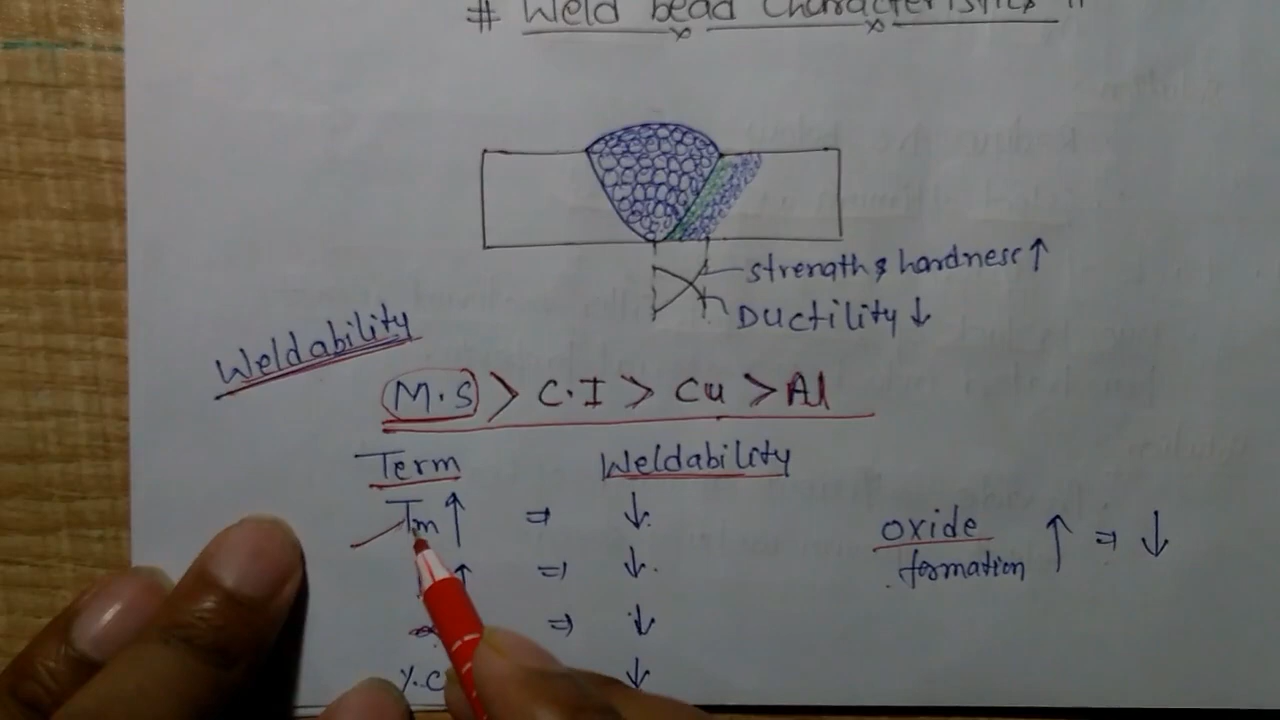 # Weld bead characteristics
strength & hardness ↑
Ductility ↓
Weldability
M.S > C.I > Cu > Al
Term Weldability
Tm ↑ ⇒ ↓
↑ ⇒ ↓
⇒ ↓
%.C ↓
oxide formation ↑ ⇒ ↓